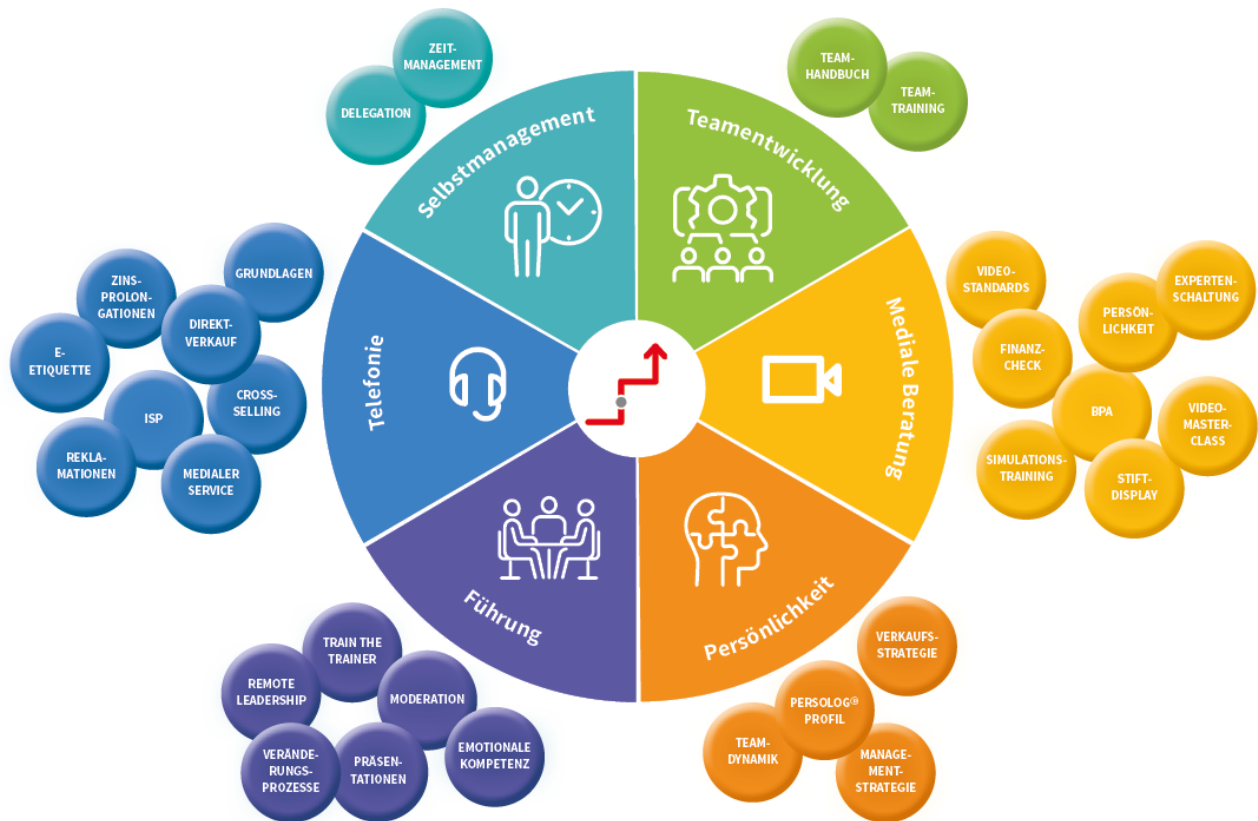 ZEIT-
MANAGEMENT
DELEGATION
Selbstmanagement
TEAM-
HANDBUCH
TEAM-
TRAINING
Teamentwicklung
GRUNDLAGEN
ZINS-
PROLON-
GATIONEN
DIREKT-
VERKAUF
E-
ETIQUETTE
CROSS-
SELLING
ISP
REKLA-
MATIONEN
MEDIALER
SERVICE
Telefonie
VIDEO-
STANDARDS
EXPERTEN-
SCHALTUNG
PERSÖN-
LICHKEIT
FINANZ-
CHECK
BPA
VIDEO-
MASTER-
CLASS
SIMULATIONS-
TRAINING
STIFT-
DISPLAY
Mediale Beratung
Führung
TRAIN THE
TRAINER
REMOTE
LEADERSHIP
MODERATION
VERÄNDE-
RUNGS-
PROZESSE
PRÄSEN-
TATIONEN
EMOTIONALE
KOMPETENZ
Persönlichkeit
VERKAUFS-
STRATEGIE
PERSOLOG®
PROFIL
TEAM-
DYNAMIK
MANAGE-
MENT-
STRATEGIE